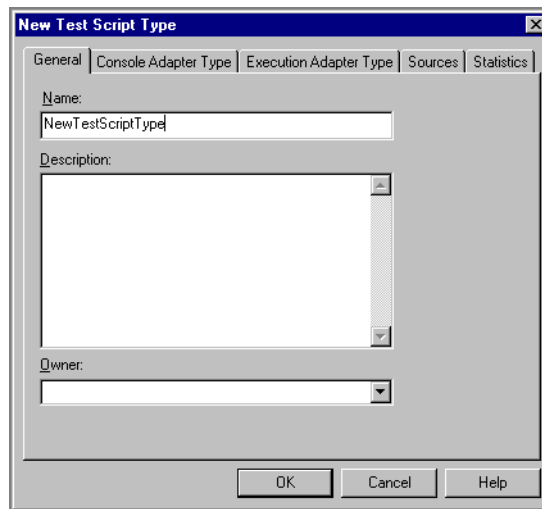 New Test Script Type
General Console Adapter Type Execution Adapter Type Sources Statistics
Name:
NewTestScriptType
Description:
Owner:
OK Cancel Help